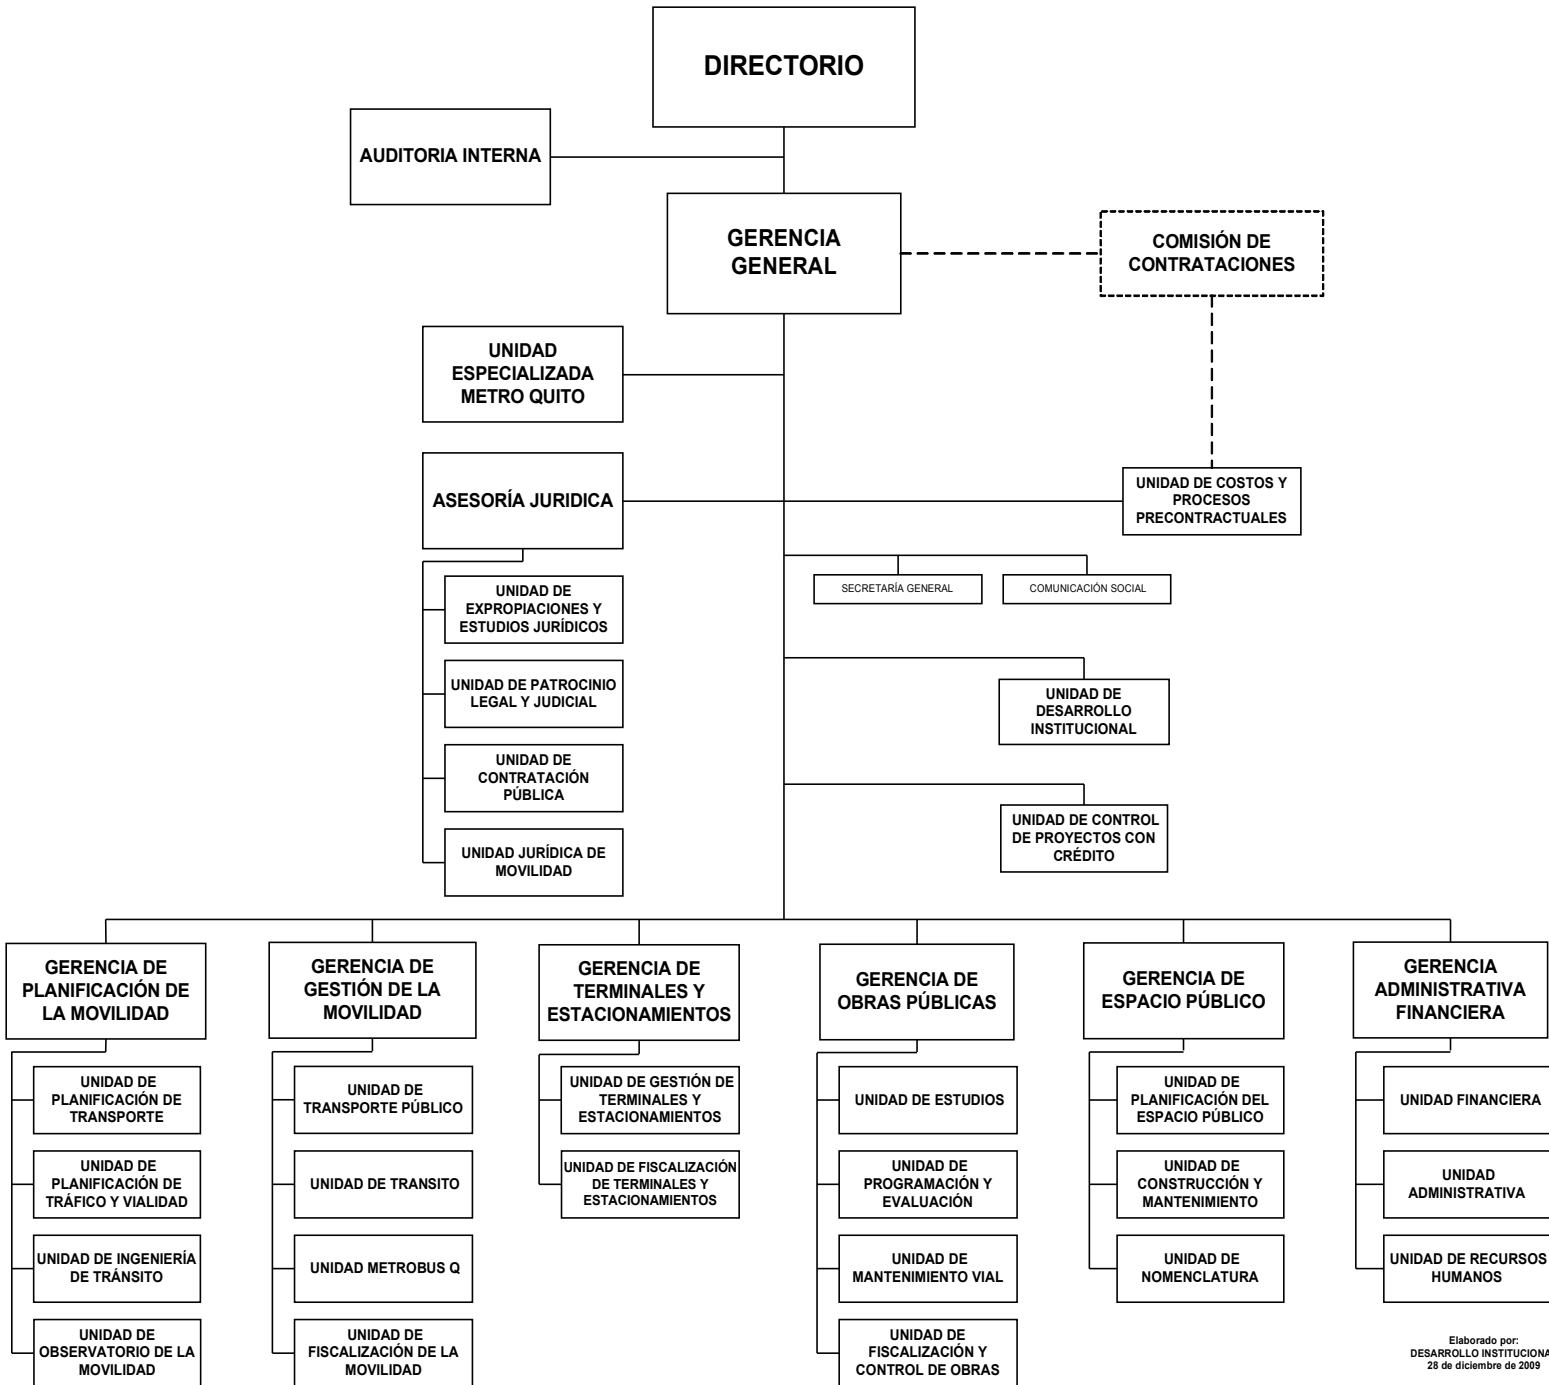 DIRECTORIO
AUDITORIA INTERNA
GERENCIA
GENERAL
COMISIÓN DE
CONTRATACIONES
UNIDAD
ESPECIALIZADA
METRO QUITO
ASESORÍA JURIDICA
UNIDAD DE COSTOS Y
PROCESOS
PRECONTRACTUALES
SECRETARÍA GENERAL
COMUNICACIÓN SOCIAL
UNIDAD DE
EXPROPIACIONES Y
ESTUDIOS JURÍDICOS
UNIDAD DE PATROCINIO
LEGAL Y JUDICIAL
UNIDAD DE
CONTRATACIÓN
PÚBLICA
UNIDAD JURÍDICA DE
MOVILIDAD
UNIDAD DE
DESARROLLO
INSTITUCIONAL
UNIDAD DE CONTROL
DE PROYECTOS CON
CRÉDITO
GERENCIA DE
PLANIFICACIÓN DE
LA MOVILIDAD
UNIDAD DE
PLANIFICACIÓN DE
TRANSPORTE
UNIDAD DE
PLANIFICACIÓN DE
TRÁFICO Y VIALIDAD
UNIDAD DE INGENIERÍA
DE TRÁNSITO
UNIDAD DE
OBSERVATORIO DE LA
MOVILIDAD
GERENCIA DE
GESTIÓN DE LA
MOVILIDAD
UNIDAD DE
TRANSPORTE PÚBLICO
UNIDAD DE TRANSITO
UNIDAD METROBUS Q
UNIDAD DE
FISCALIZACIÓN DE LA
MOVILIDAD
GERENCIA DE
TERMINALES Y
ESTACIONAMIENTOS
UNIDAD DE GESTIÓN DE
TERMINALES Y
ESTACIONAMIENTOS
UNIDAD DE FISCALIZACIÓN
DE TERMINALES Y
ESTACIONAMIENTOS
GERENCIA DE
OBRAS PÚBLICAS
UNIDAD DE ESTUDIOS
UNIDAD DE
PROGRAMACIÓN Y
EVALUACIÓN
UNIDAD DE
MANTENIMIENTO VIAL
UNIDAD DE
FISCALIZACIÓN Y
CONTROL DE OBRAS
GERENCIA DE
ESPACIO PÚBLICO
UNIDAD DE
PLANIFICACIÓN DEL
ESPACIO PÚBLICO
UNIDAD DE
CONSTRUCCIÓN Y
MANTENIMIENTO
UNIDAD DE
NOMENCLATURA
GERENCIA
ADMINISTRATIVA
FINANCIERA
UNIDAD FINANCIERA
UNIDAD
ADMINISTRATIVA
UNIDAD DE RECURSOS
HUMANOS
Elaborado por:
DESARROLLO INSTITUCIONA
28 de diciembre de 2009